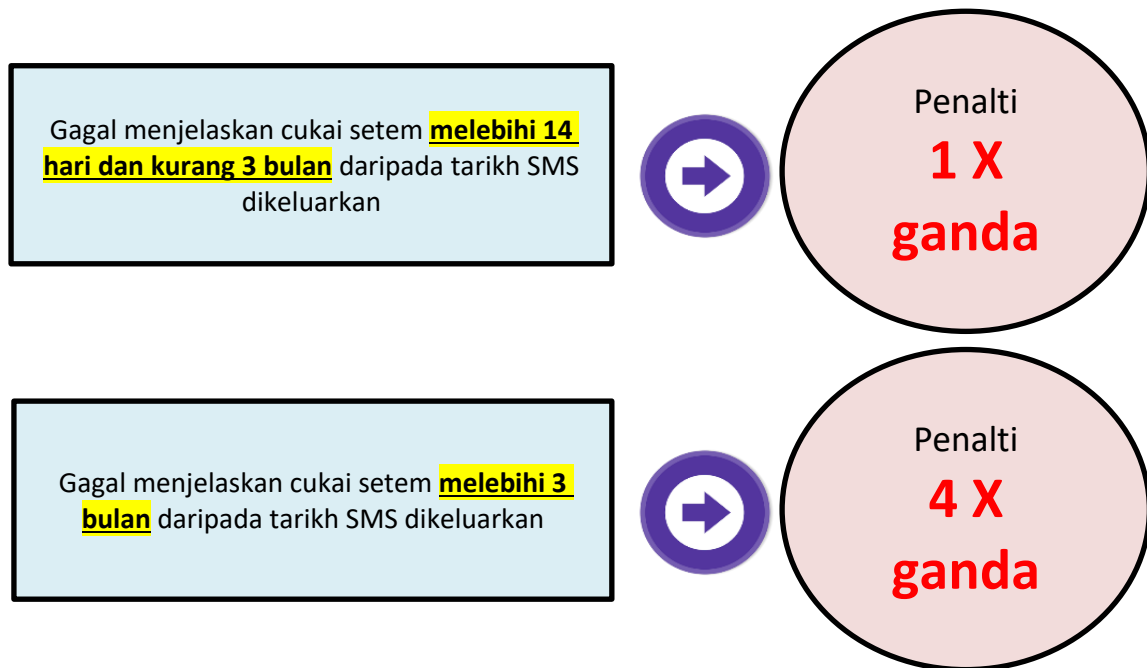 Gagal menjelaskan cukai setem melebihi 14
hari dan kurang 3 bulan daripada tarikh SMS
dikeluarkan
Penalti
1 X
ganda
Gagal menjelaskan cukai setem melebihi 3
bulan daripada tarikh SMS dikeluarkan
Penalti
4 X
ganda